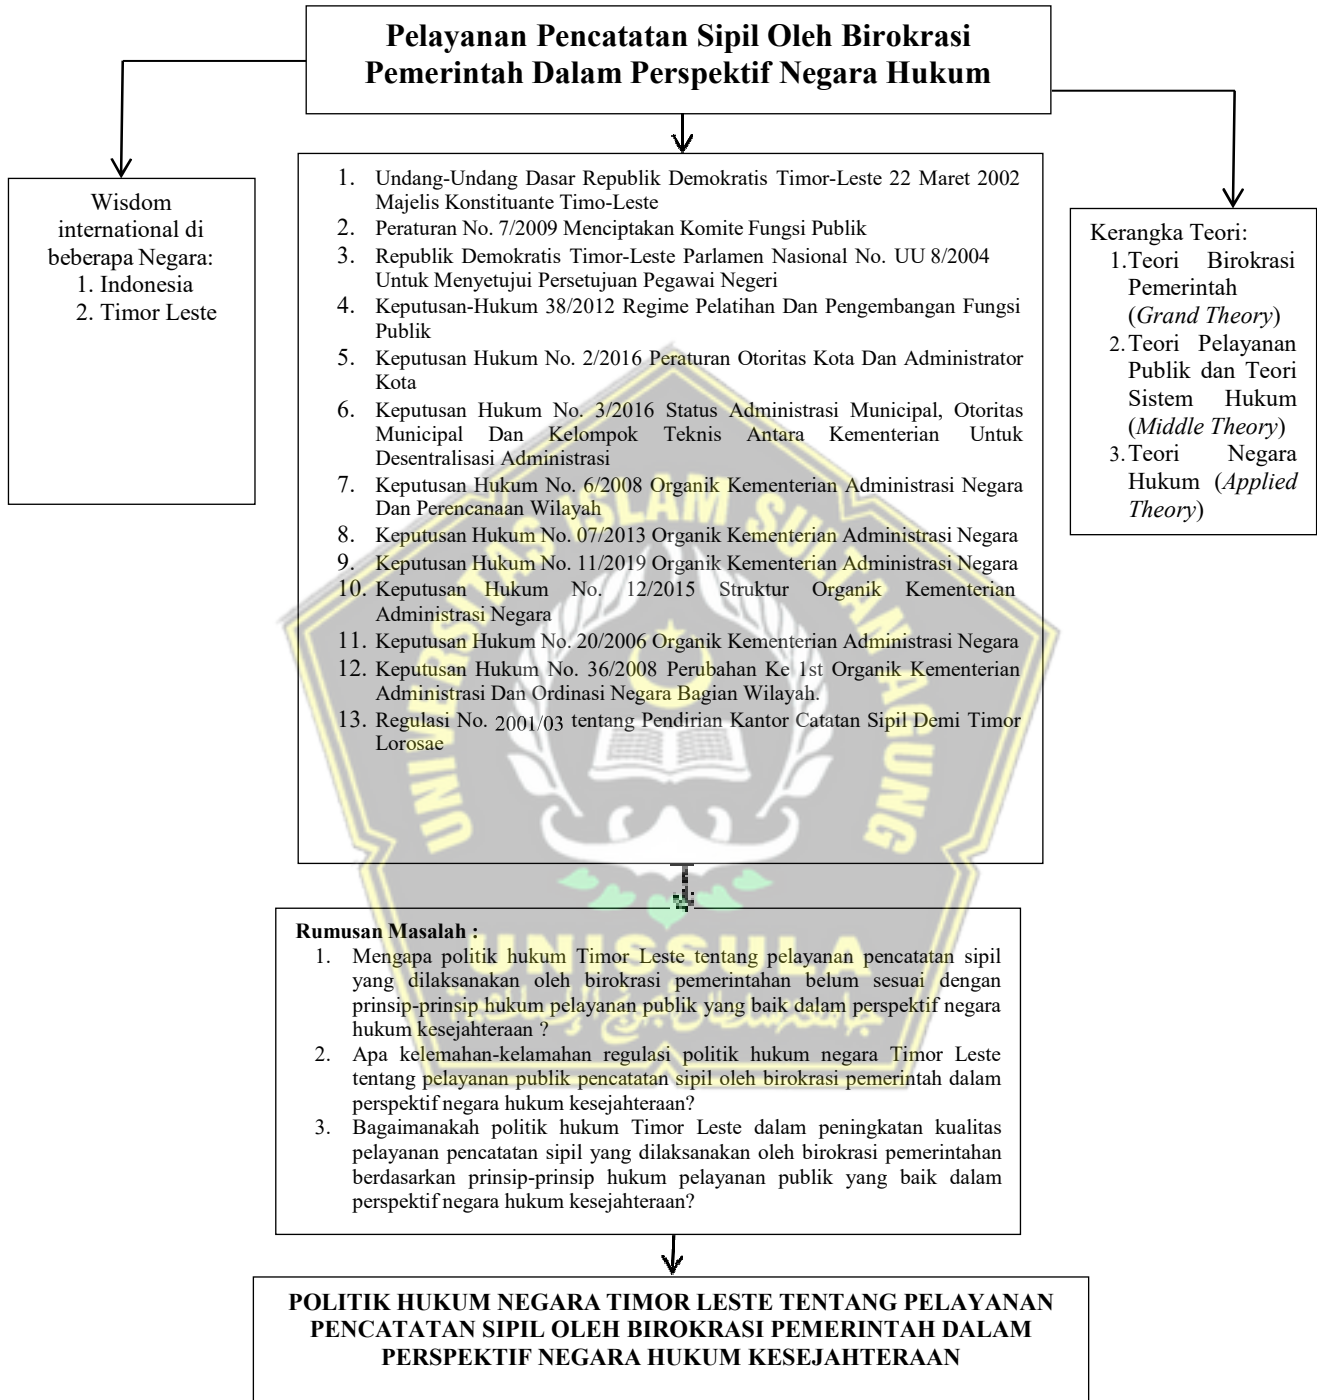 Pelayanan Pencatatan Sipil Oleh Birokrasi
Pemerintah Dalam Perspektif Negara Hukum
Wisdom
international di
beberapa Negara:
1. Indonesia
2. Timor Leste
1. Undang-Undang Dasar Republik Demokratis Timor-Leste 22 Maret 2002
Majelis Konstituante Timo-Leste
2. Peraturan No. 7/2009 Menciptakan Komite Fungsi Publik
3. Republik Demokratis Timor-Leste Parlamen Nasional No. UU 8/2004
Untuk Menyetujui Persetujuan Pegawai Negeri
4. Keputusan-Hukum 38/2012 Regime Pelatihan Dan Pengembangan Fungsi
Publik
5. Keputusan Hukum No. 2/2016 Peraturan Otoritas Kota Dan Administrator
Kota
6. Keputusan Hukum No. 3/2016 Status Administrasi Municipal, Otoritas
Municipal Dan Kelompok Teknis Antara Kementerian Untuk
Desentralisasi Administrasi
7. Keputusan Hukum No. 6/2008 Organik Kementerian Administrasi Negara
Dan Perencanaan Wilayah
8. Keputusan Hukum No. 07/2013 Organik Kementerian Administrasi Negara
9. Keputusan Hukum No. 11/2019 Organik Kementerian Administrasi Negara
10. Keputusan Hukum No. 12/2015 Struktur Organik Kementerian
Administrasi Negara
11. Keputusan Hukum No. 20/2006 Organik Kementerian Administrasi Negara
12. Keputusan Hukum No. 36/2008 Perubahan Ke 1st Organik Kementerian
Administrasi Dan Ordinasi Negara Bagian Wilayah.
13. Regulasi No. 2001/03 tentang Pendirian Kantor Catatan Sipil Demi Timor
Lorosae
Kerangka Teori:
1.Teori Birokrasi
Pemerintah
(Grand Theory)
2.Teori Pelayanan
Publik dan Teori
Sistem Hukum
(Middle Theory)
3.Teori Negara
Hukum (Applied
Theory)
UNIVERSITAS ISLAM SULTAN AGUNG
UNISSULA
جامعة سلطان أجونج الإسلامية
Rumusan Masalah :
1. Mengapa politik hukum Timor Leste tentang pelayanan pencatatan sipil
yang dilaksanakan oleh birokrasi pemerintahan belum sesuai dengan
prinsip-prinsip hukum pelayanan publik yang baik dalam perspektif negara
hukum kesejahteraan ?
2. Apa kelemahan-kelamahan regulasi politik hukum negara Timor Leste
tentang pelayanan publik pencatatan sipil oleh birokrasi pemerintah dalam
perspektif negara hukum kesejahteraan?
3. Bagaimanakah politik hukum Timor Leste dalam peningkatan kualitas
pelayanan pencatatan sipil yang dilaksanakan oleh birokrasi pemerintahan
berdasarkan prinsip-prinsip hukum pelayanan publik yang baik dalam
perspektif negara hukum kesejahteraan?
POLITIK HUKUM NEGARA TIMOR LESTE TENTANG PELAYANAN
PENCATATAN SIPIL OLEH BIROKRASI PEMERINTAH DALAM
PERSPEKTIF NEGARA HUKUM KESEJAHTERAAN